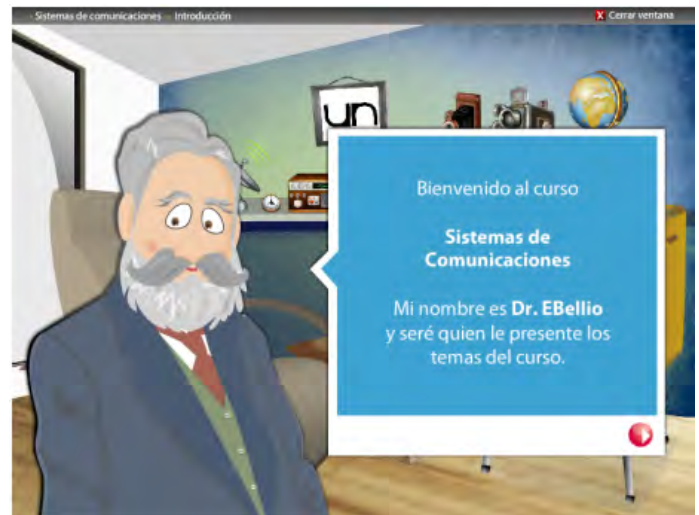 Sistemas de comunicaciones - Introducción
X Cerrar ventana
un
Bienvenido al curso
Sistemas de
Comunicaciones
Mi nombre es Dr. EBellio
y seré quien le presente los
temas del curso.